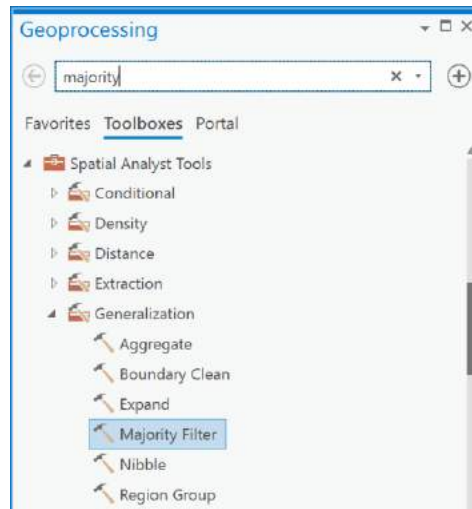 Geoprocessing
majority
Favorites Toolboxes Portal
Spatial Analyst Tools
Conditional
Density
Distance
Extraction
Generalization
Aggregate
Boundary Clean
Expand
Majority Filter
Nibble
Region Group